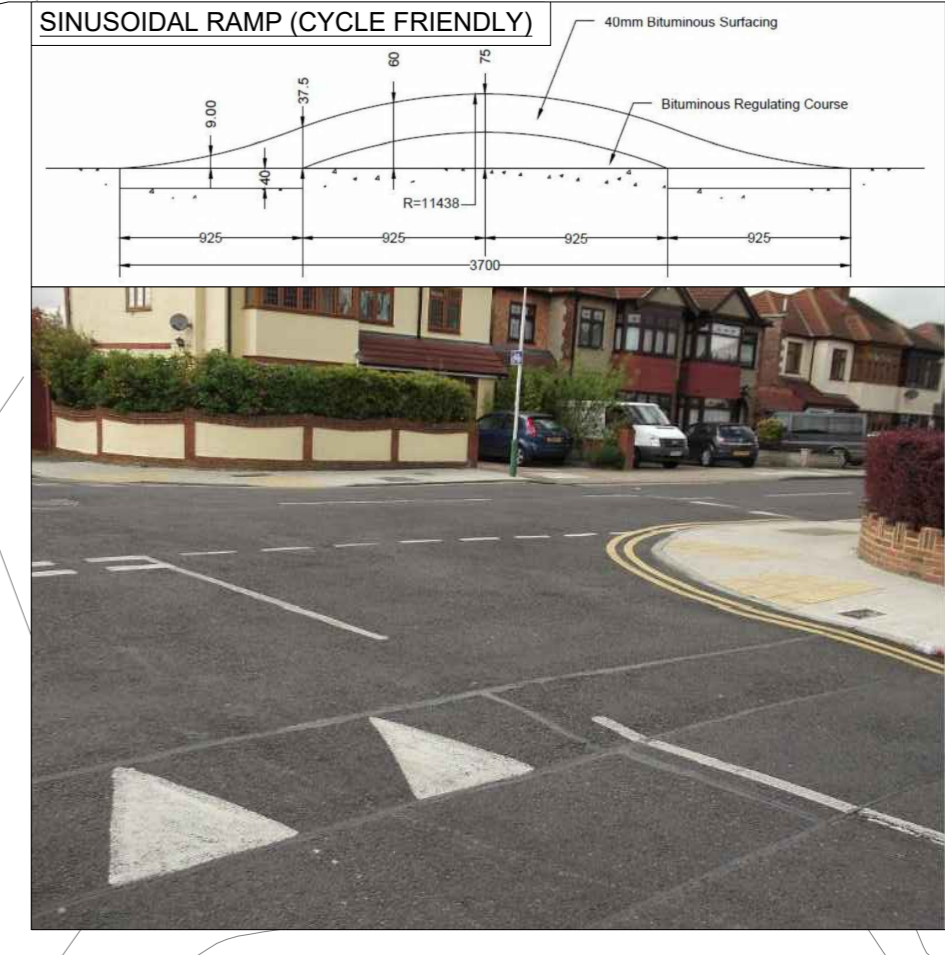 SINUSOIDAL RAMP (CYCLE FRIENDLY)
40mm Bituminous Surfacing
75
60
37.5
9.00
Bituminous Regulating Course
40
R=11438
925 925 925 925
3700